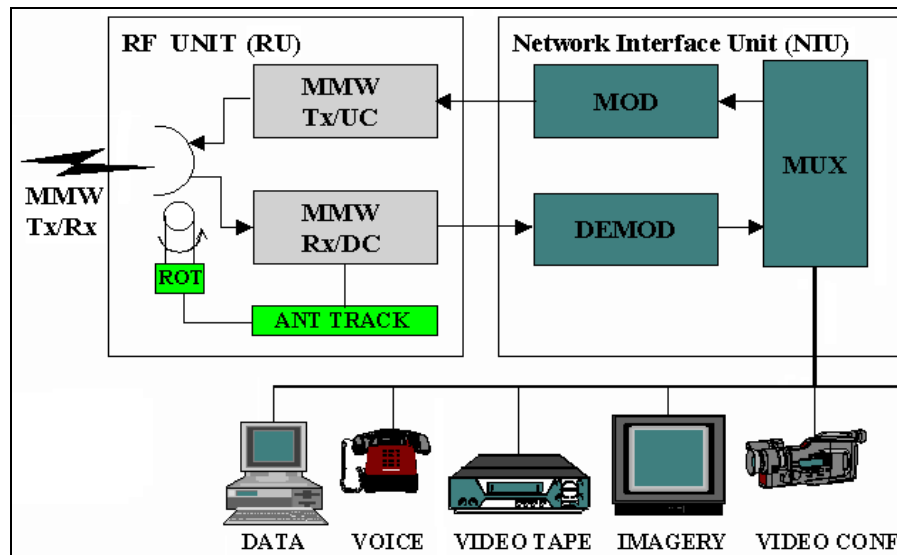 RF UNIT (RU)
Network Interface Unit (NIU)
MMW
Tx/UC
MOD
MUX
MMW
Tx/Rx
MMW
Rx/DC
DEMOD
ROT
ANT TRACK
DATA
VOICE
VIDEO TAPE
IMAGERY
VIDEO CONF